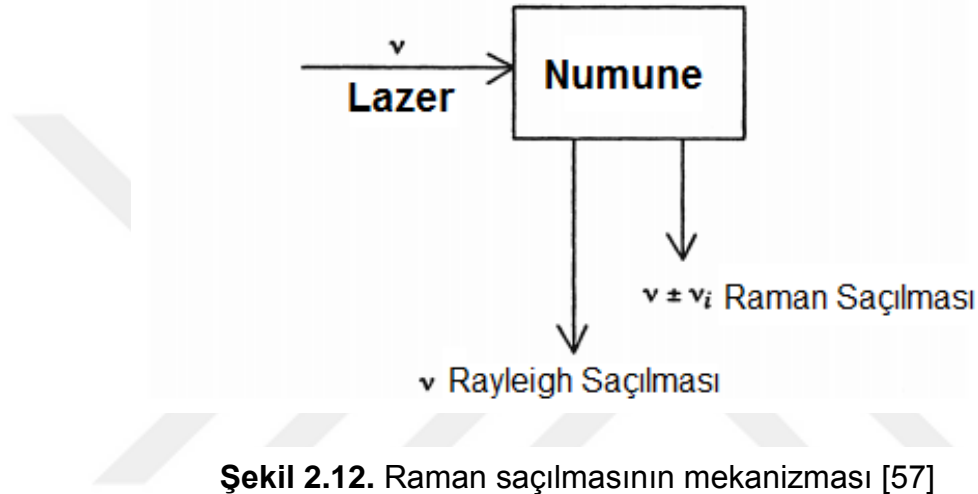 ν
Lazer
Numune
ν ± νi Raman Saçılması
ν Rayleigh Saçılması
Şekil 2.12. Raman saçılmasının mekanizması [57]